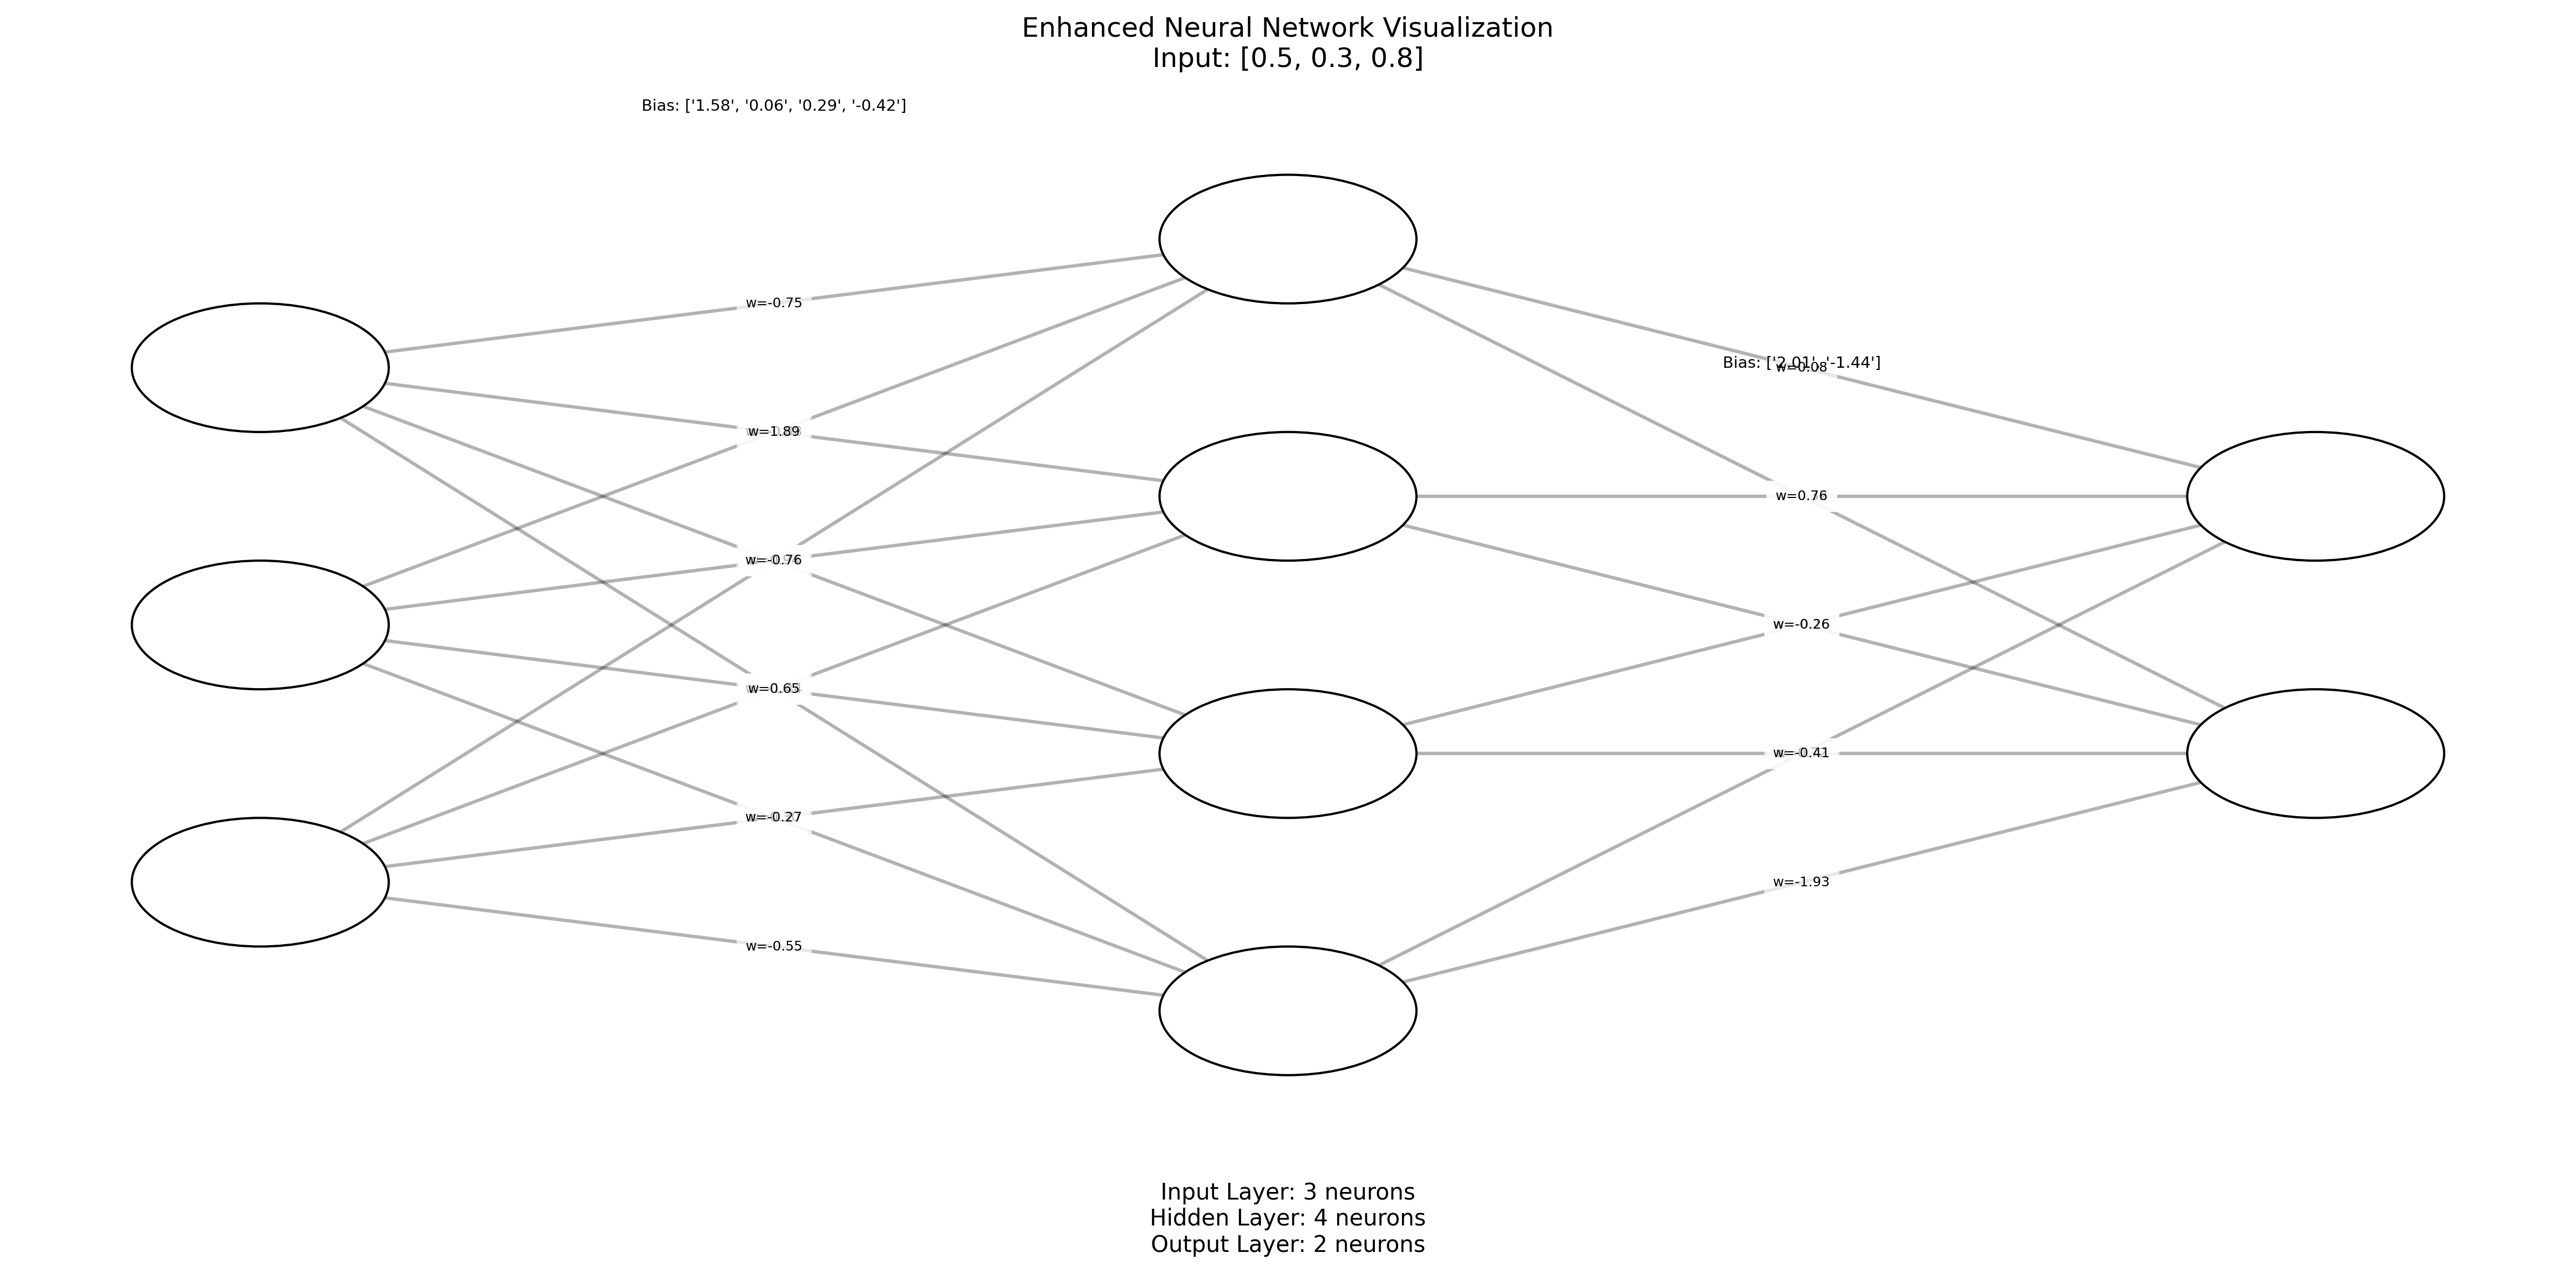 Enhanced Neural Network Visualization
Input: [0.5, 0.3, 0.8]
Bias: ['1.58', '0.06', '0.29', '-0.42']
w=-0.75
Bias: ['2.01', '-1.44']
w=0.08
w=1.89
w=0.76
w=-0.76
w=-0.26
w=0.65
w=-0.41
w=-0.27
w=-1.93
w=-0.55
Input Layer: 3 neurons
Hidden Layer: 4 neurons
Output Layer: 2 neurons